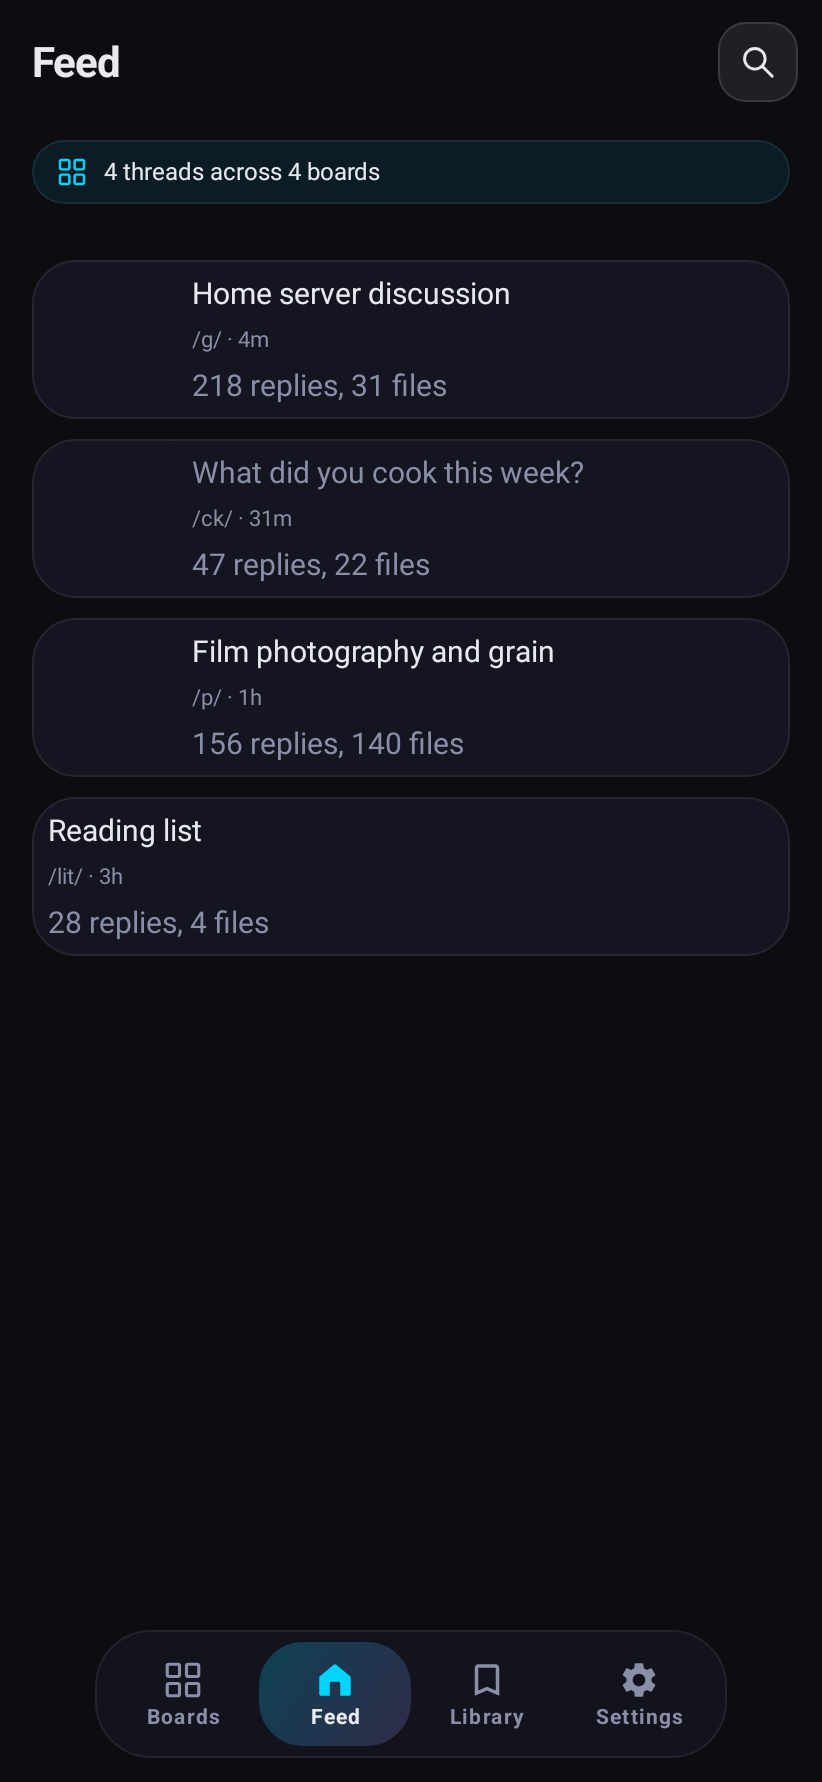 Feed
4 threads across 4 boards
Home server discussion
/g/ · 4m
218 replies, 31 files
What did you cook this week?
/ck/ · 31m
47 replies, 22 files
Film photography and grain
/p/ · 1h
156 replies, 140 files
Reading list
/lit/ · 3h
28 replies, 4 files
Boards
Feed
Library
Settings